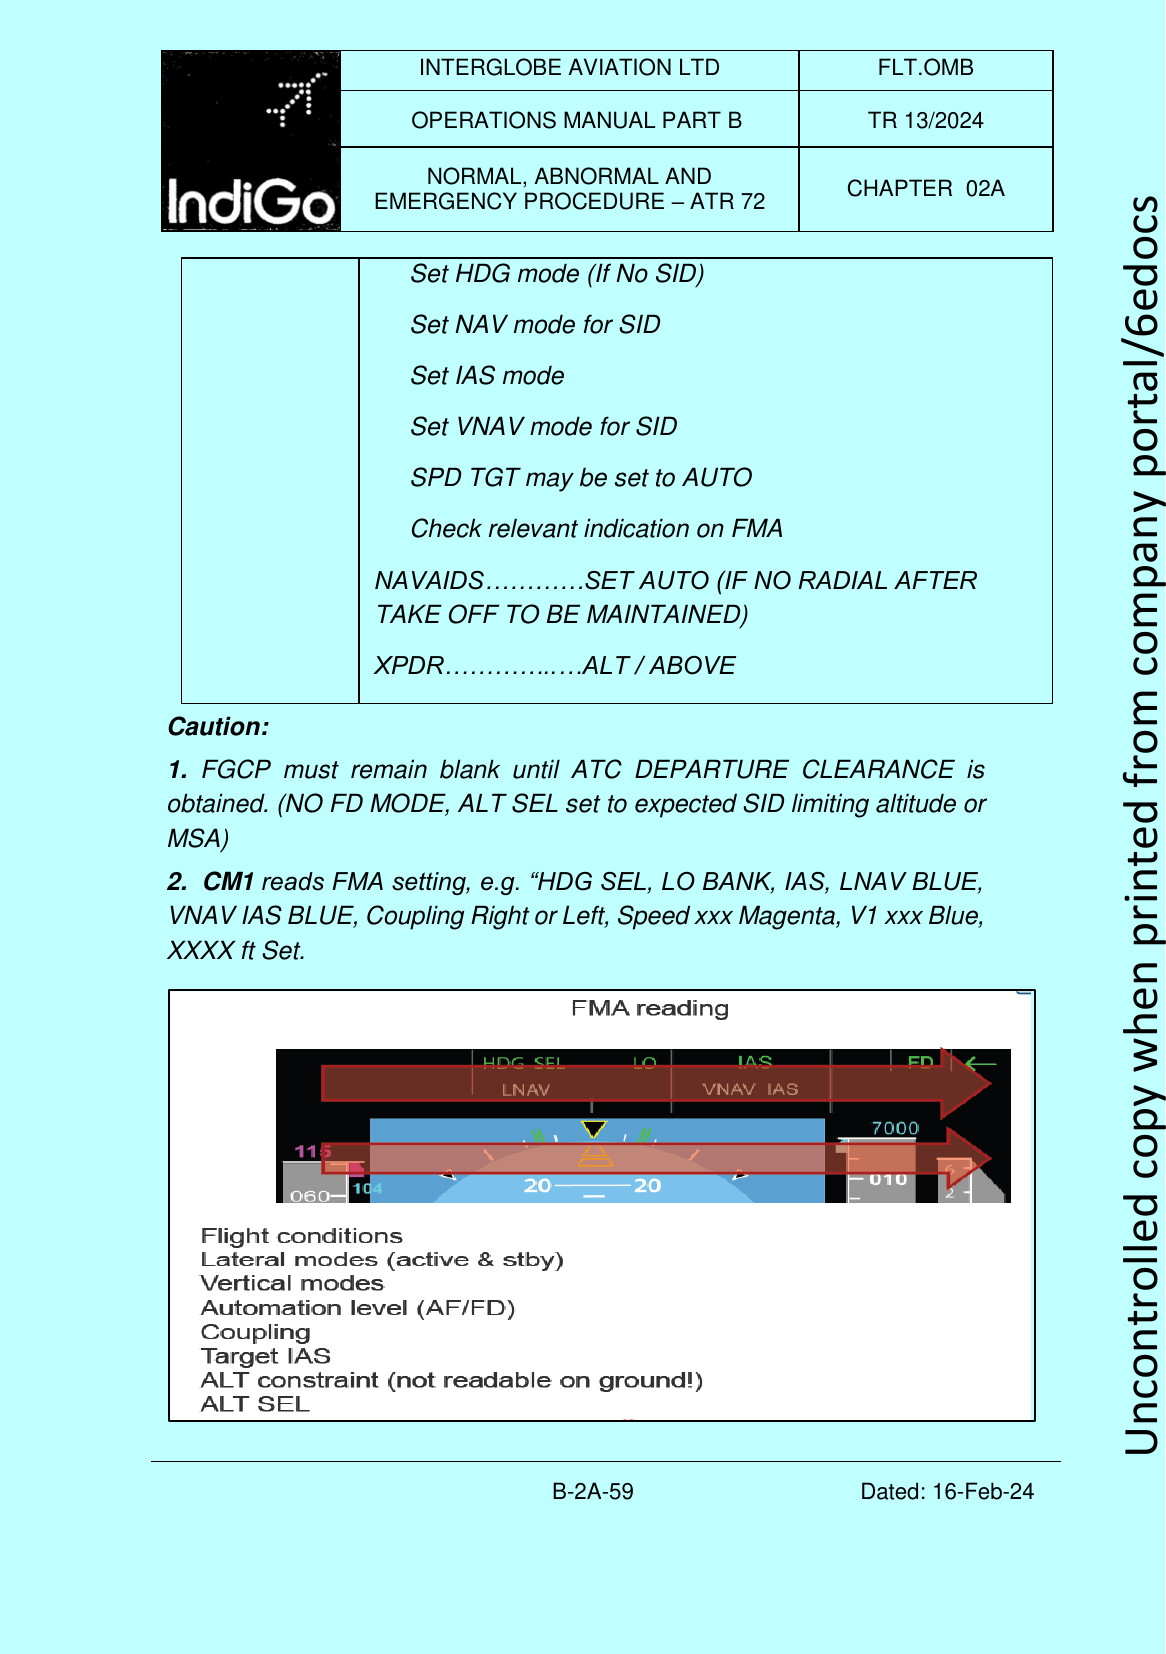 INTERGLOBE AVIATION LTD
FLT.OMB
OPERATIONS MANUAL PART B
TR 13/2024
IndiGo
NORMAL, ABNORMAL AND
EMERGENCY PROCEDURE – ATR 72
CHAPTER 02A
Set HDG mode (If No SID)
Set NAV mode for SID
Set IAS mode
Set VNAV mode for SID
SPD TGT may be set to AUTO
Check relevant indication on FMA
NAVAIDS…………SET AUTO (IF NO RADIAL AFTER
TAKE OFF TO BE MAINTAINED)
XPDR…………..….ALT / ABOVE
Caution:
1. FGCP must remain blank until ATC DEPARTURE CLEARANCE is
obtained. (NO FD MODE, ALT SEL set to expected SID limiting altitude or
MSA)
2. CM1 reads FMA setting, e.g. “HDG SEL, LO BANK, IAS, LNAV BLUE,
VNAV IAS BLUE, Coupling Right or Left, Speed xxx Magenta, V1 xxx Blue,
XXXX ft Set.
FMA reading
HDG SEL LO IAS FD
LNAV VNAV IAS
7000
115
104
060
20 20
010
2
Flight conditions
Lateral modes (active & stby)
Vertical modes
Automation level (AF/FD)
Coupling
Target IAS
ALT constraint (not readable on ground!)
ALT SEL
B-2A-59
Dated: 16-Feb-24
Uncontrolled copy when printed from company portal/6edocs